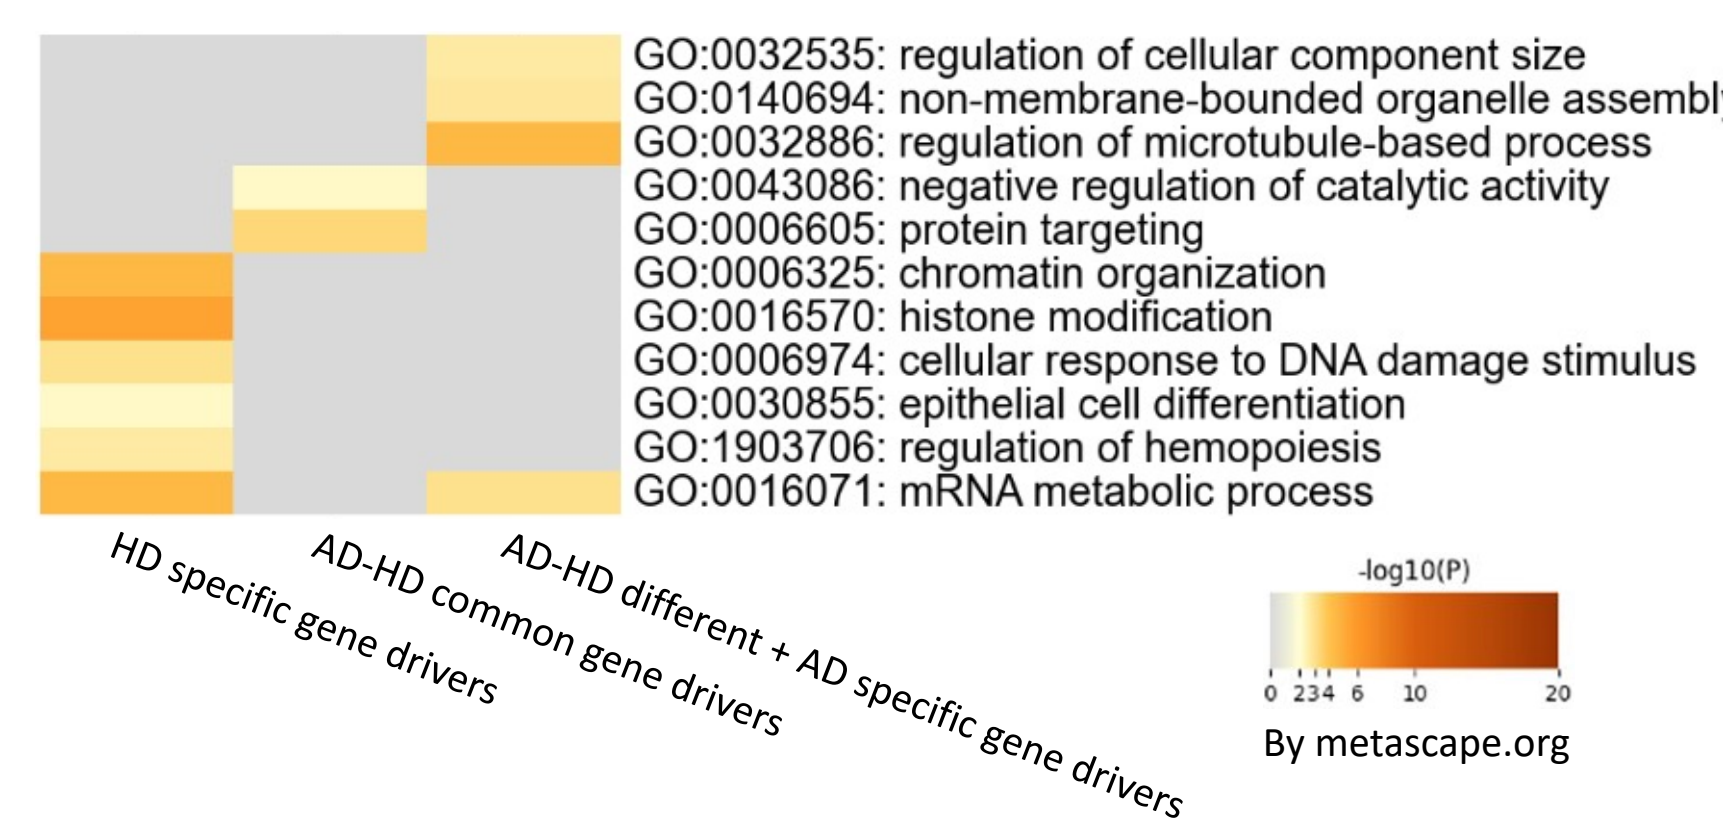 GO:0032535: regulation of cellular component size
GO:0140694: non-membrane-bounded organelle assembly
GO:0032886: regulation of microtubule-based process
GO:0043086: negative regulation of catalytic activity
GO:0006605: protein targeting
GO:0006325: chromatin organization
GO:0016570: histone modification
GO:0006974: cellular response to DNA damage stimulus
GO:0030855: epithelial cell differentiation
GO:1903706: regulation of hemopoiesis
GO:0016071: mRNA metabolic process
HD specific gene drivers
AD-HD common gene drivers
AD-HD different + AD specific gene drivers
-log10(P)
0 2 3 4 6 10 20
By metascape.org